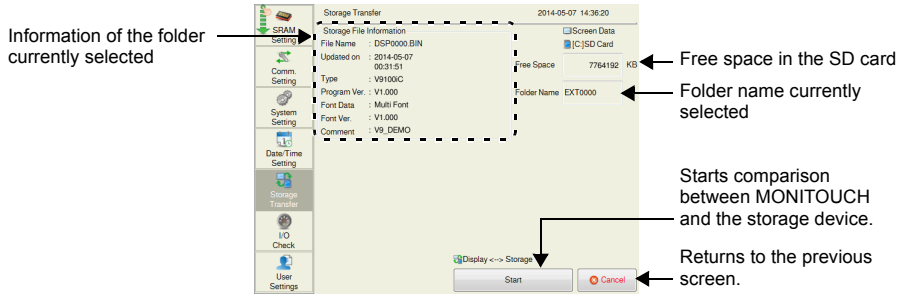 Information of the folder
currently selected
SRAM
Setting
Comm.
Setting
System
Setting
Date/Time
Setting
Storage
Transfer
I/O
Check
User
Settings
Storage Transfer
2014-05-07 14:36:20
Storage File Information
File Name : DSP0000.BIN
Updated on : 2014-05-07
00:31:51
Type : V9100iC
Program Ver. : V1.000
Font Data : Multi Font
Font Ver. : V1.000
Comment : V9_DEMO
Screen Data
[C:]SD Card
Free Space 7764192 KB
Folder Name EXT0000
Display <--> Storage
Start
Cancel
Free space in the SD card
Folder name currently
selected
Starts comparison
between MONITOUCH
and the storage device.
Returns to the previous
screen.